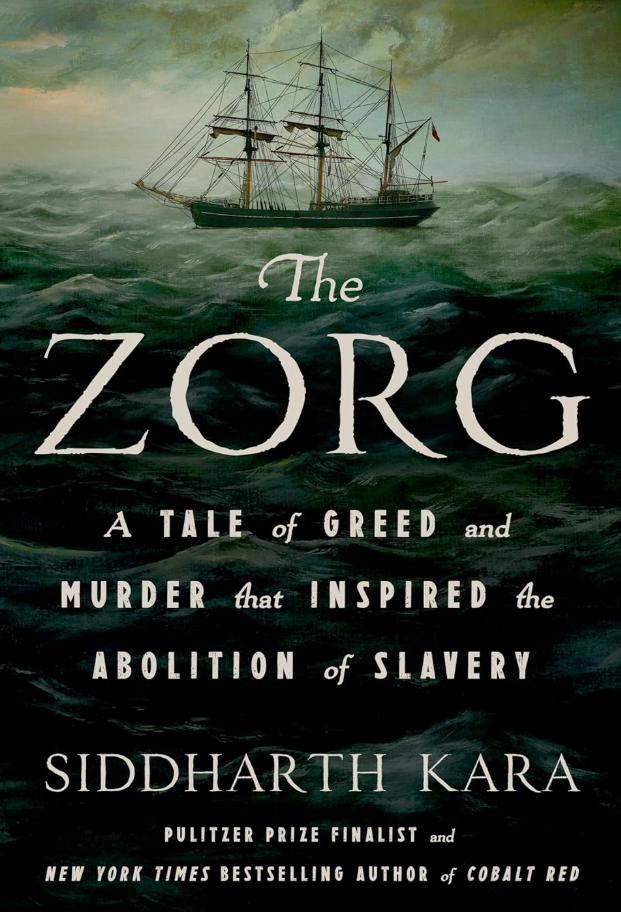 The
ZORG
A TALE of GREED and
MURDER that INSPIRED the
ABOLITION of SLAVERY
SIDDHARTH KARA
PULITZER PRIZE FINALIST and
NEW YORK TIMES BESTSELLING AUTHOR of COBALT RED